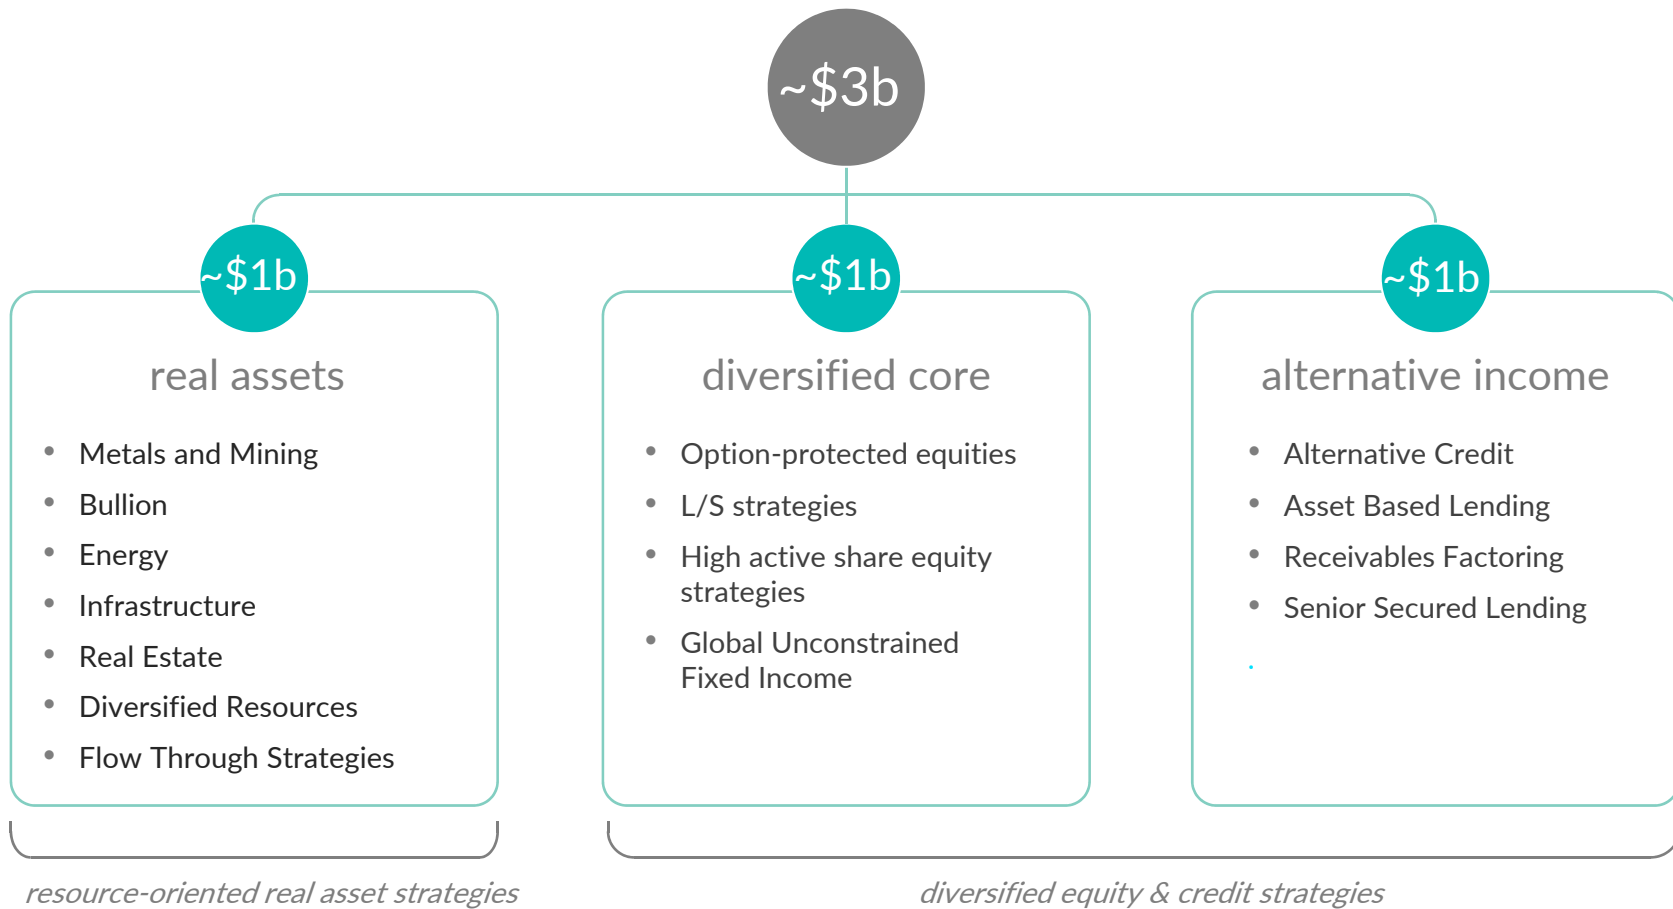 ~$3b
~$1b
~$1b
~$1b
real assets
• Metals and Mining
• Bullion
• Energy
• Infrastructure
• Real Estate
• Diversified Resources
• Flow Through Strategies
diversified core
• Option-protected equities
• L/S strategies
• High active share equity
strategies
• Global Unconstrained
Fixed Income
alternative income
• Alternative Credit
• Asset Based Lending
• Receivables Factoring
• Senior Secured Lending
resource-oriented real asset strategies
diversified equity & credit strategies